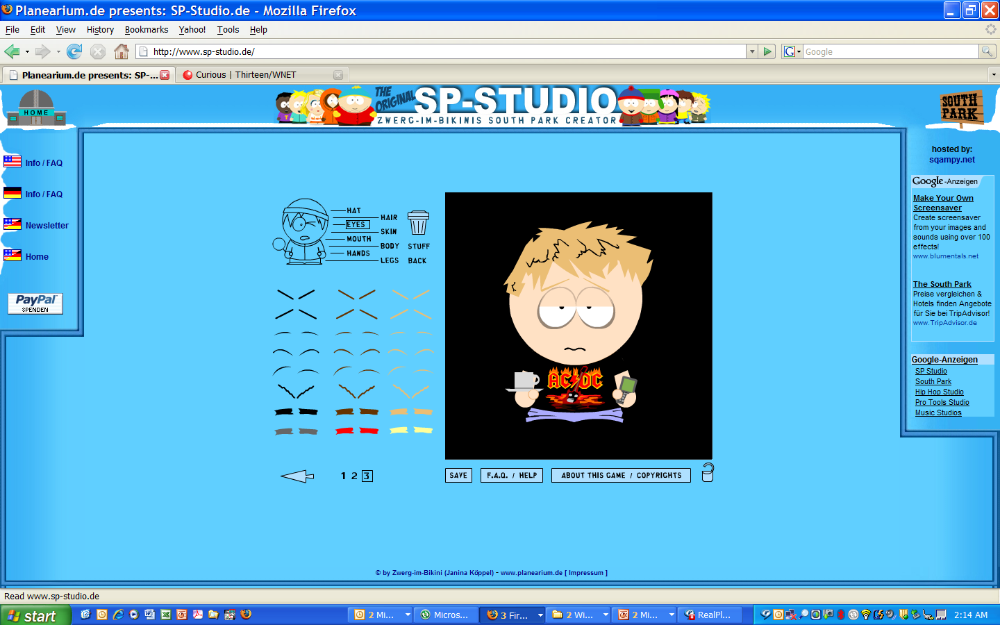 Planearium.de presents: SP-Studio.de - Mozilla Firefox
File Edit View History Bookmarks Yahoo! Tools Help
http://www.sp-studio.de/
G Google
Planearium.de presents: SP-...
Curious | Thirteen/WNET
HOME
THE ORIGINAL SP-STUDIO
ZWERG-IM-BIKINIS SOUTH PARK CREATOR
SOUTH PARK
Info / FAQ
Info / FAQ
Newsletter
Home
PayPal
SPENDEN
HAT
HAIR
EYES
SKIN
MOUTH
BODY
HANDS
LEGS
STUFF
BACK
AC DC
1 2 3
SAVE
F.A.Q. / HELP
ABOUT THIS GAME / COPYRIGHTS
hosted by:
sqampy.net
Google-Anzeigen
Make Your Own
Screensaver
Create screensaver
from your images and
sounds using over 100
effects!
www.blumentals.net
The South Park
Preise vergleichen &
Hotels finden Angebote
für Sie bei TripAdvisor!
www.TripAdvisor.de
Google-Anzeigen
SP Studio
South Park
Hip Hop Studio
Pro Tools Studio
Music Studios
© by Zwerg-im-Bikini (Janina Köppel) - www.planearium.de [ Impressum ]
Read www.sp-studio.de
start
2 Mi...
Micros...
3 Fir...
2 Wi...
2 Mi...
RealPl...
2:14 AM